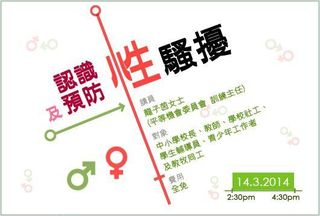 認識
及預防
性騷擾
講員
龍子茵女士
(平等機會委員會 訓練主任)
對象
中小學校長、教師、學校社工、
學生輔導員、青少年工作者
及教牧同工
費用
全免
14.3.2014
2:30pm 4:30pm